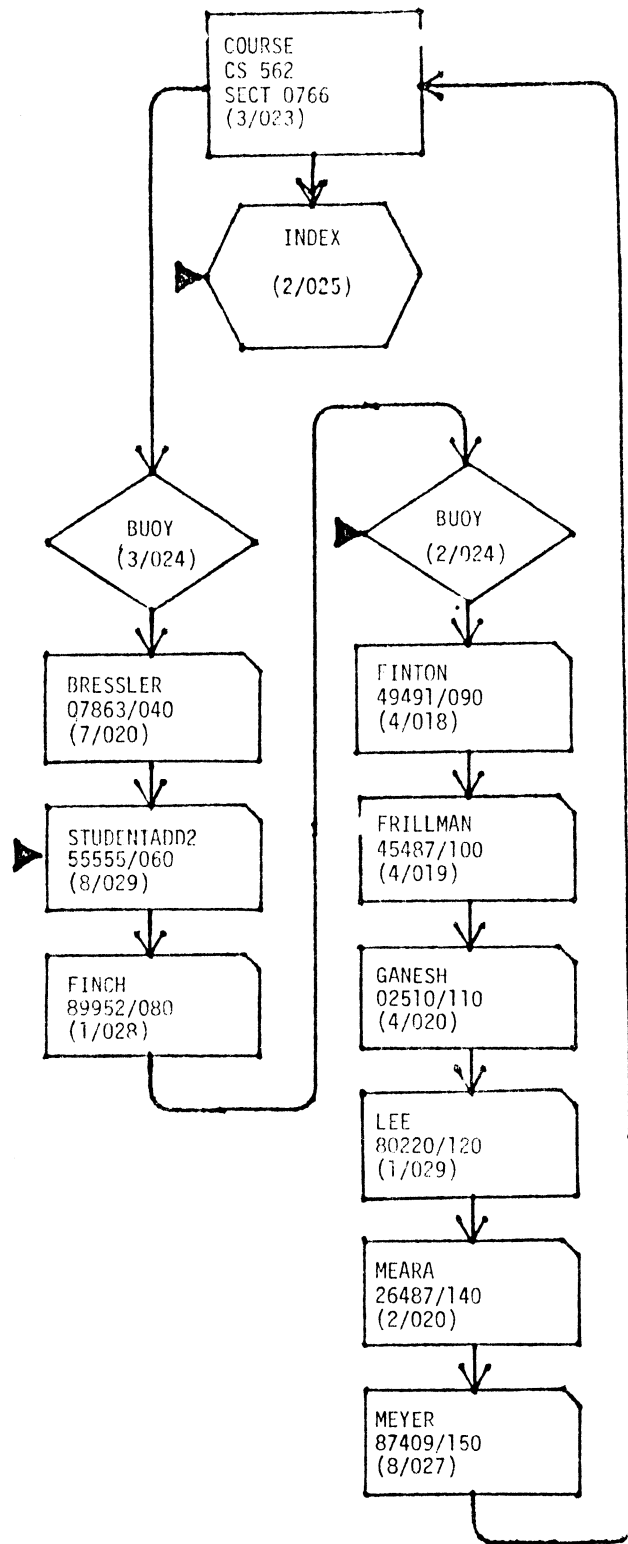 COURSE
CS 562
SECT 0766
(3/023)
INDEX
(2/025)
BUOY
(3/024)
BRESSLER
07863/040
(7/020)
STUDENTADD2
55555/060
(8/029)
FINCH
89952/080
(1/028)
BUOY
(2/024)
FINTON
49491/090
(4/018)
FRILLMAN
45487/100
(4/019)
GANESH
02510/110
(4/020)
LEE
80220/120
(1/029)
MEARA
26487/140
(2/020)
MEYER
87409/150
(8/027)